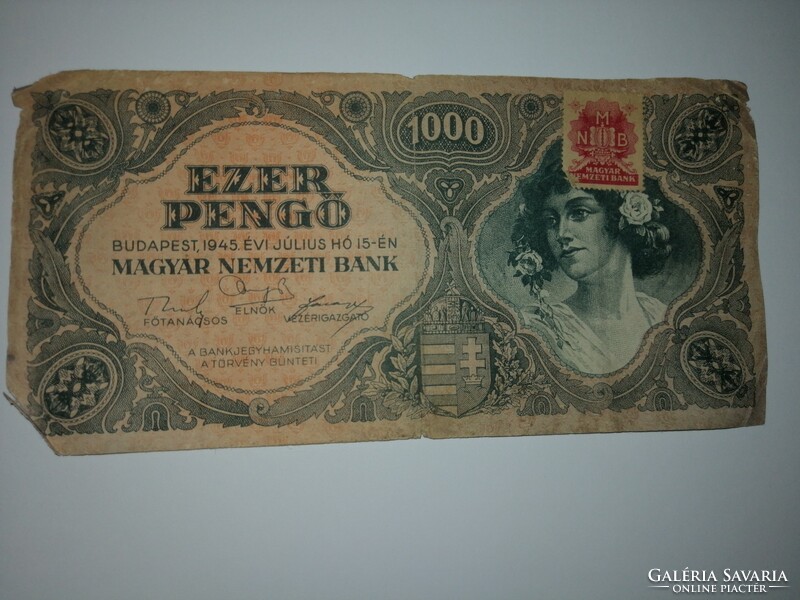 1000
EZER
PENGŐ
BUDAPEST, 1945. ÉVI JÚLIUS HÓ 15-ÉN
MAGYAR NEMZETI BANK
FŐTANÁCSOS
ELNÖK
VEZÉRIGAZGATÓ
A BANKJEGYHAMISITÁST
A TÖRVÉNY BÜNTETI
M
N B
MAGYAR
NEMZETI BANK
GALÉRIA SAVARIA
ONLINE PIACTÉR